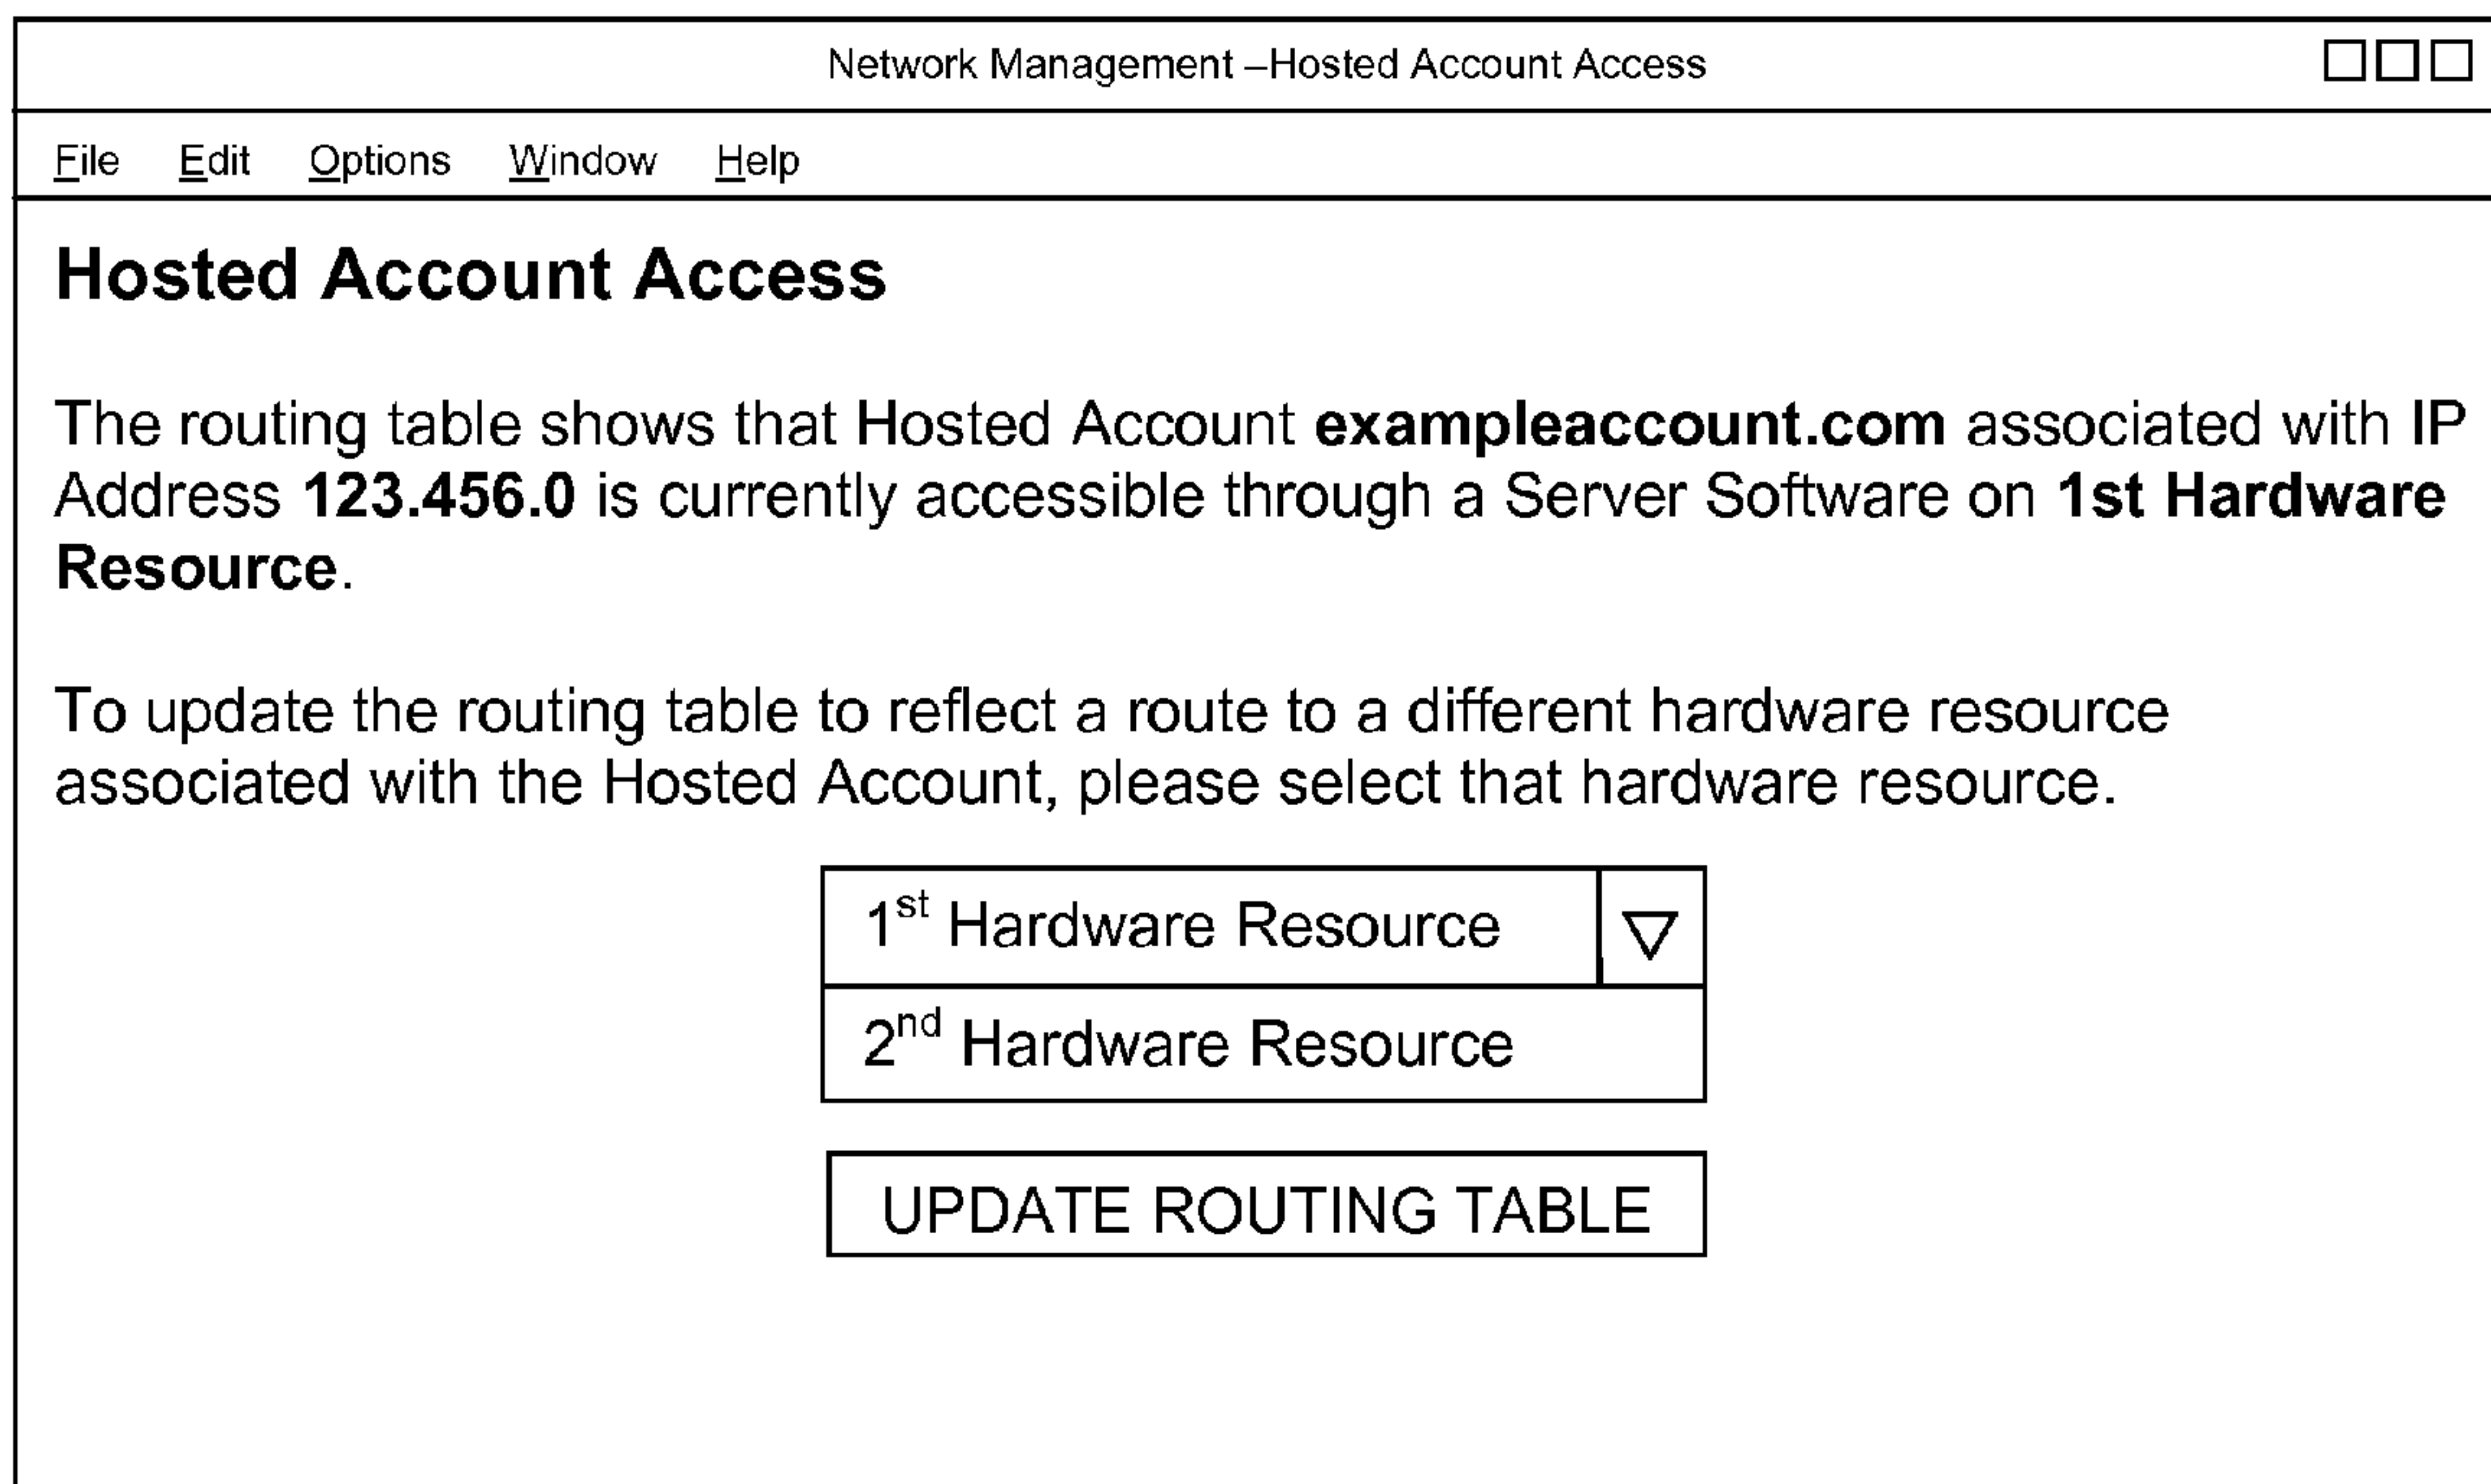 Network Management –Hosted Account Access
File Edit Options Window Help
Hosted Account Access
The routing table shows that Hosted Account exampleaccount.com associated with IP
Address 123.456.0 is currently accessible through a Server Software on 1st Hardware
Resource.
To update the routing table to reflect a route to a different hardware resource
associated with the Hosted Account, please select that hardware resource.
1st Hardware Resource
2nd Hardware Resource
UPDATE ROUTING TABLE